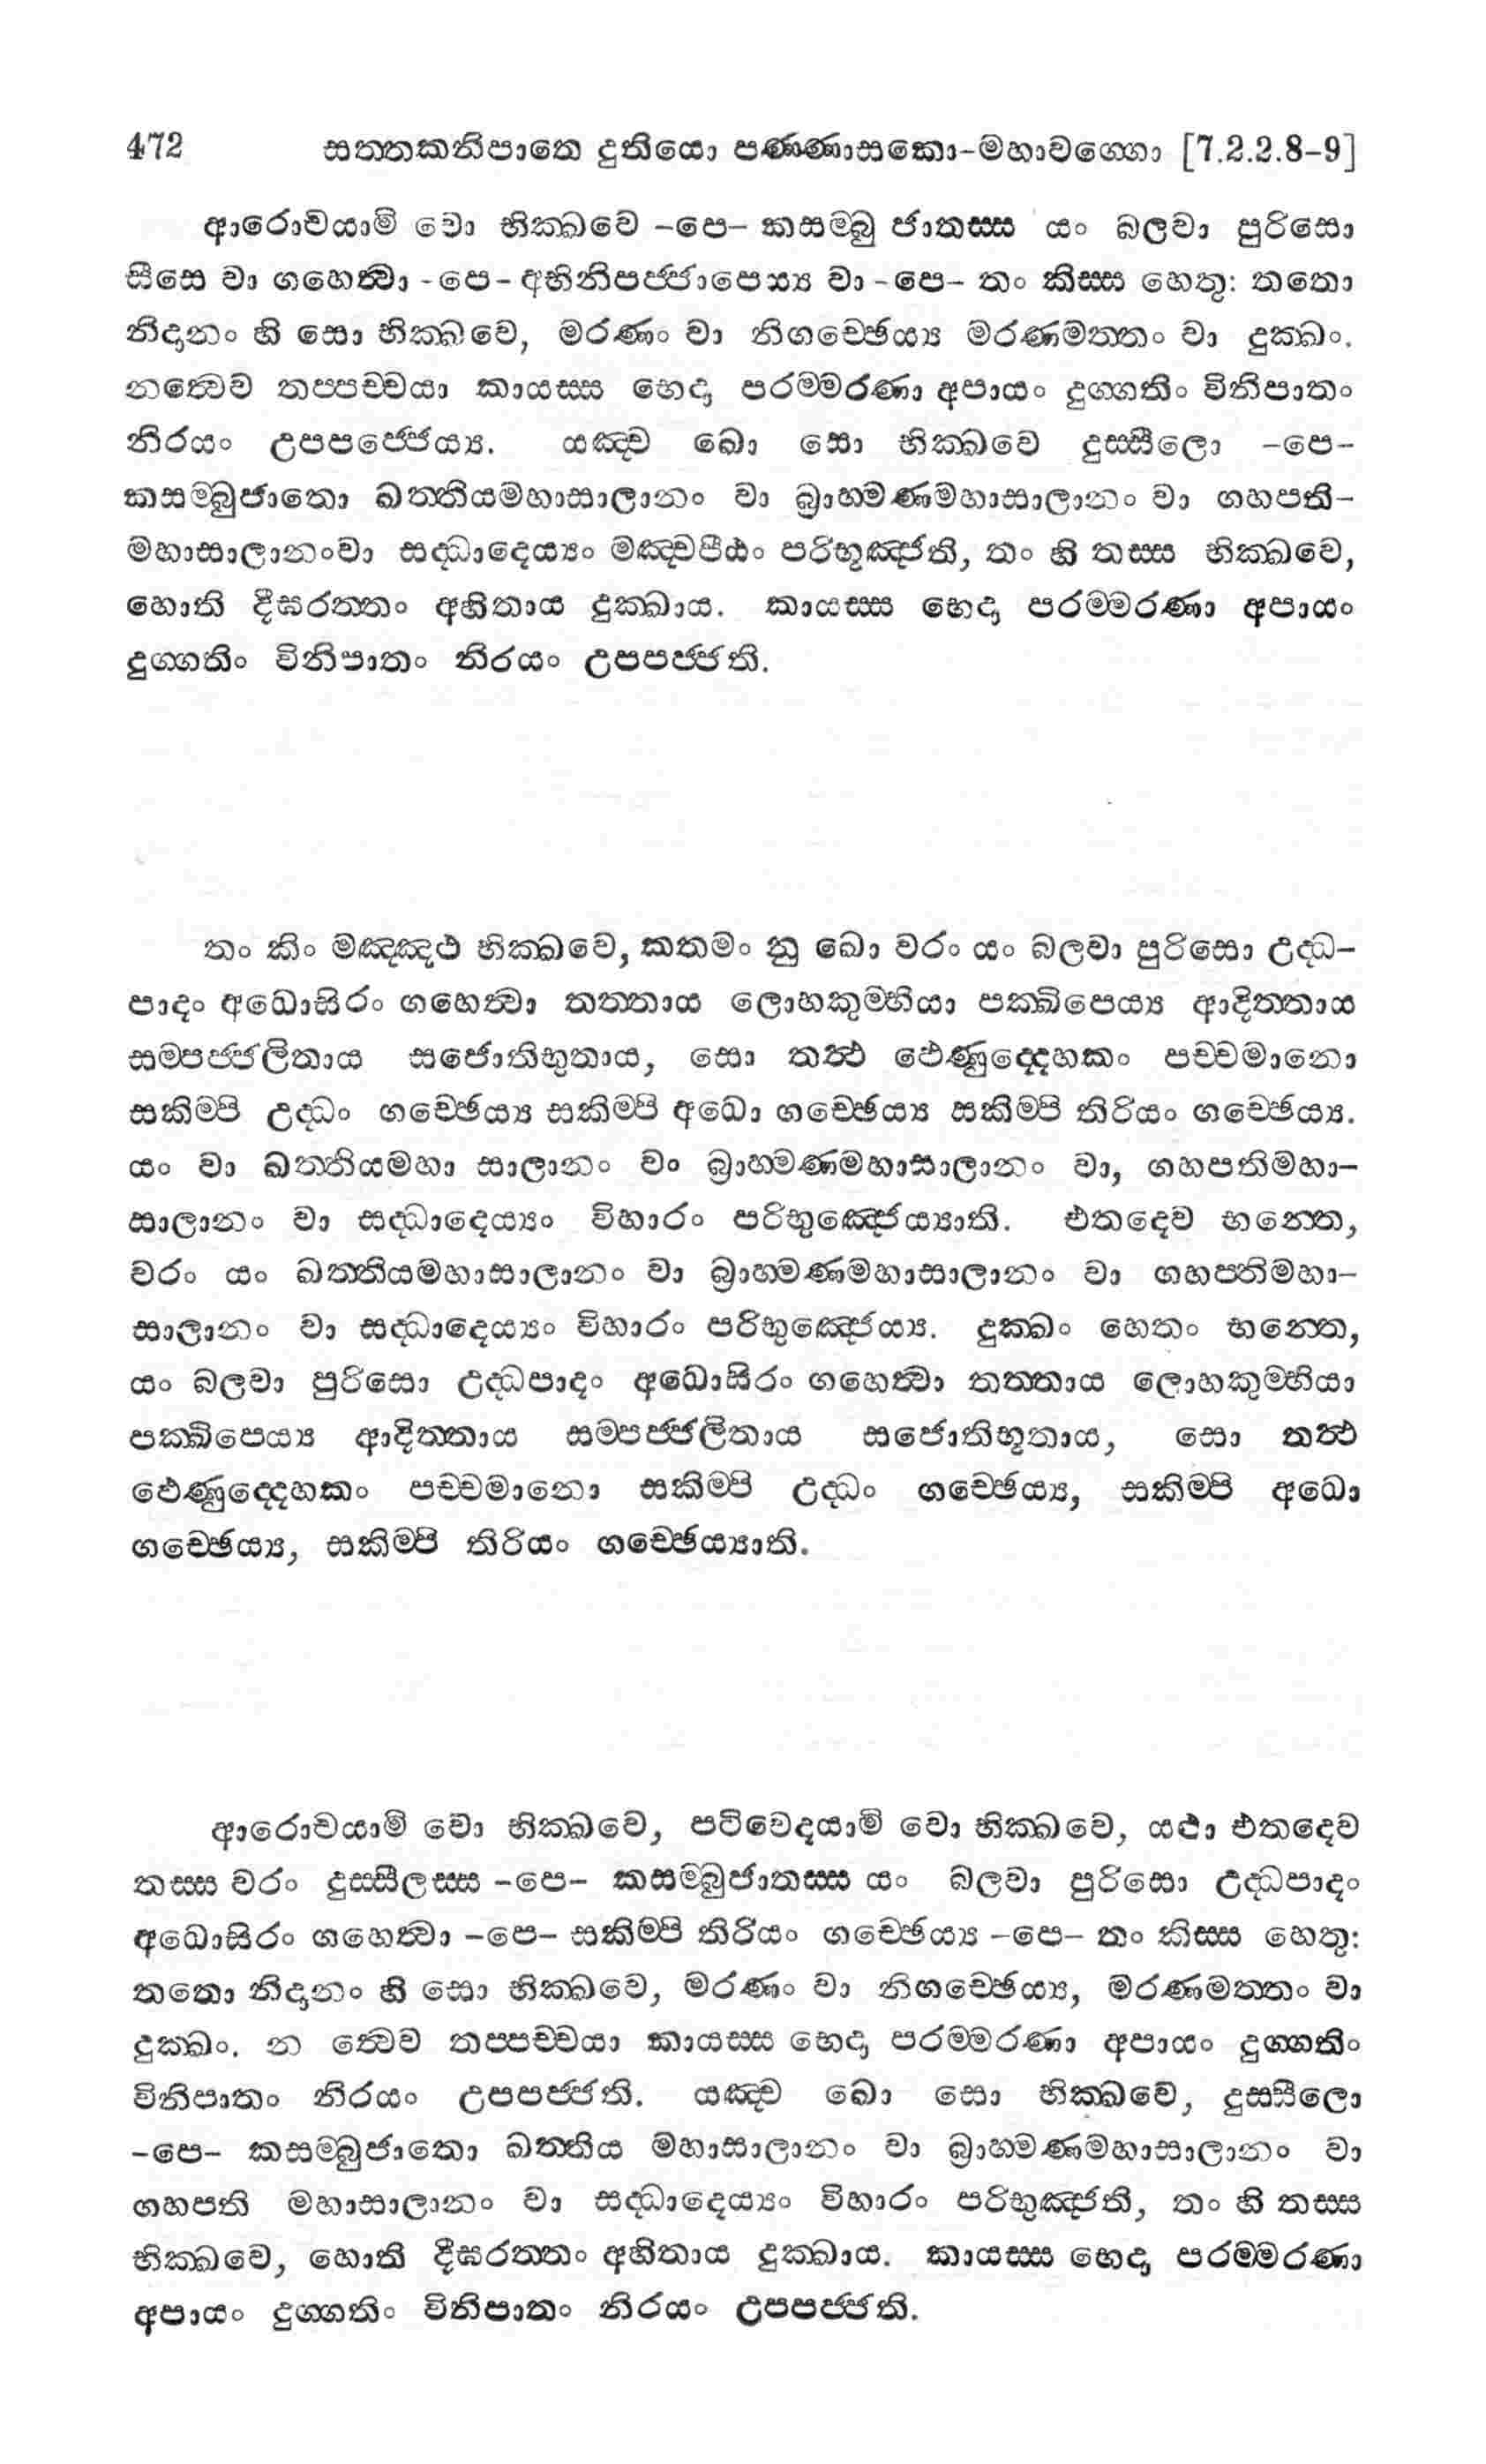 472 සත්තකනිපාතෙ දුතියො පණ්ණාසකො-මහාවග්ගො [7.2.2.8-9]
ආරොචයාමි වො භික්ඛවෙ -පෙ- කසම්බු ජාතස්ස යං බලවා පුරිසො
සීසෙ වා ගහෙත්වා -පෙ- අභිනිපජ්ජාපෙය්‍ය වා -පෙ- තං කිස්ස හෙතු: තතො
නිදානං හි සො භික්ඛවෙ, මරණං වා නිගච්ඡෙය්‍ය මරණමත්තං වා දුක්ඛං.
නත්වෙව තප්පච්චයා කායස්ස භෙදා පරම්මරණා අපායං දුග්ගතිං විනිපාතං
නිරයං උපපජ්ජෙය්‍ය. යඤ්ච ඛො සො භික්ඛවෙ දුස්සීලො -පෙ-
කසම්බුජාතො ඛත්තියමහාසාලානං වා බ්‍රාහ්මණමහාසාලානං වා ගහපති-
මහාසාලානංවා සද්ධාදෙය්‍යං මඤ්චපීඨං පරිභූඤ්ජති, තං හි තස්ස භික්ඛවෙ,
හොති දීඝරත්තං අහිතාය දුක්ඛාය. කායස්ස භෙදා පරම්මරණා අපායං
දුග්ගතිං විනිපාතං නිරයං උපපජ්ජති.
තං කිං මඤ්ඤථ භික්ඛවෙ, කතමං නු ඛො වරං යං බලවා පුරිසො උද්ධ-
පාදං අධොසිරං ගහෙත්වා තත්තාය ලොහකුම්භියා පක්ඛිපෙය්‍ය ආදිත්තාය
සම්පජ්ජලිතාය සජොතිභුතාය, සො තත්ථ ඵෙණුද්දෙහකං පච්චමානො
සකිම්පි උද්ධං ගච්ඡෙය්‍ය සකිම්පි අධො ගච්ඡෙය්‍ය සකිම්පි තිරියං ගච්ඡෙය්‍ය.
යං වා ඛත්තියමහා සාලානං වං බ්‍රාහ්මණමහාසාලානං වා, ගහපතිමහා-
සාලානං වා සද්ධාදෙය්‍යං විහාරං පරිභුඤ්ජෙය්‍යාති. එතදෙව භන්තෙ,
වරං යං ඛත්තියමහාසාලානං වා බ්‍රාහ්මණමහාසාලානං වා ගහපතිමහා-
සාලානං වා සද්ධාදෙය්‍යං විහාරං පරිභුඤ්ජෙය්‍ය. දුක්ඛං හෙතං භන්තෙ,
යං බලවා පුරිසො උද්ධපාදං අධොසිරං ගහෙත්වා තත්තාය ලොහකුම්භියා
පක්ඛිපෙය්‍ය ආදිත්තාය සම්පජ්ජලිතාය සජොතිභූතාය, සො තත්ථ
ඵෙණුද්දෙහකං පච්චමානො සකිම්පි උද්ධං ගච්ඡෙය්‍ය, සකිම්පි අධො
ගච්ඡෙය්‍ය, සකිම්පි තිරියං ගච්ඡෙය්‍යාති.
ආරොචයාමි වො භික්ඛවෙ, පටිවෙදයාමි වො භික්ඛවෙ, යථා එතදෙව
තස්ස වරං දුස්සීලස්ස -පෙ- කසම්බුජාතස්ස යං බලවා පුරිසො උද්ධපාදං
අධොසිරං ගහෙත්වා -පෙ- සකිම්පි තිරියං ගච්ඡෙය්‍ය -පෙ- තං කිස්ස හෙතු:
තතො නිදානං හි සො භික්ඛවෙ, මරණං වා නිගච්ඡෙය්‍ය, මරණමත්තං වා
දුක්ඛං. න ත්වෙව තප්පච්චයා කායස්ස භෙදා පරම්මරණා අපායං දුග්ගතිං
විනිපාතං නිරයං උපපජ්ජති. යඤ්ච ඛො සො භික්ඛවෙ, දුස්සීලො
-පෙ- කසම්බුජාතො ඛත්තිය මහාසාලානං වා බ්‍රාහ්මණමහාසාලානං වා
ගහපති මහාසාලානං වා සද්ධාදෙය්‍යං විහාරං පරිභුඤ්ජති, තං හි තස්ස
භික්ඛවෙ, හොති දීඝරත්තං අහිතාය දුක්ඛාය. කායස්ස භෙදා පරම්මරණා
අපායං දුග්ගතිං විනිපාතං නිරයං උපපජ්ජති.